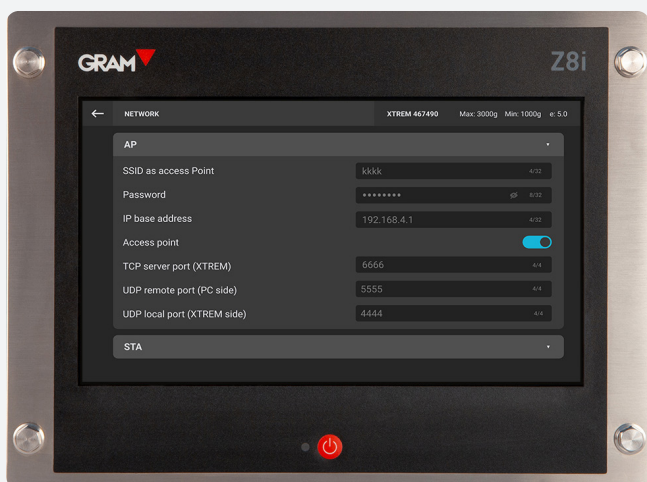 GRAM
Z8i
NETWORK XTREM 467490 Max: 3000g Min: 1000g e: 5.0
AP
SSID as access Point kkkk 4/32
Password •••••••• 8/32
IP base address 192.168.4.1 4/32
Access point
TCP server port (XTREM) 6666 4/4
UDP remote port (PC side) 5555 4/4
UDP local port (XTREM side) 4444 4/4
STA